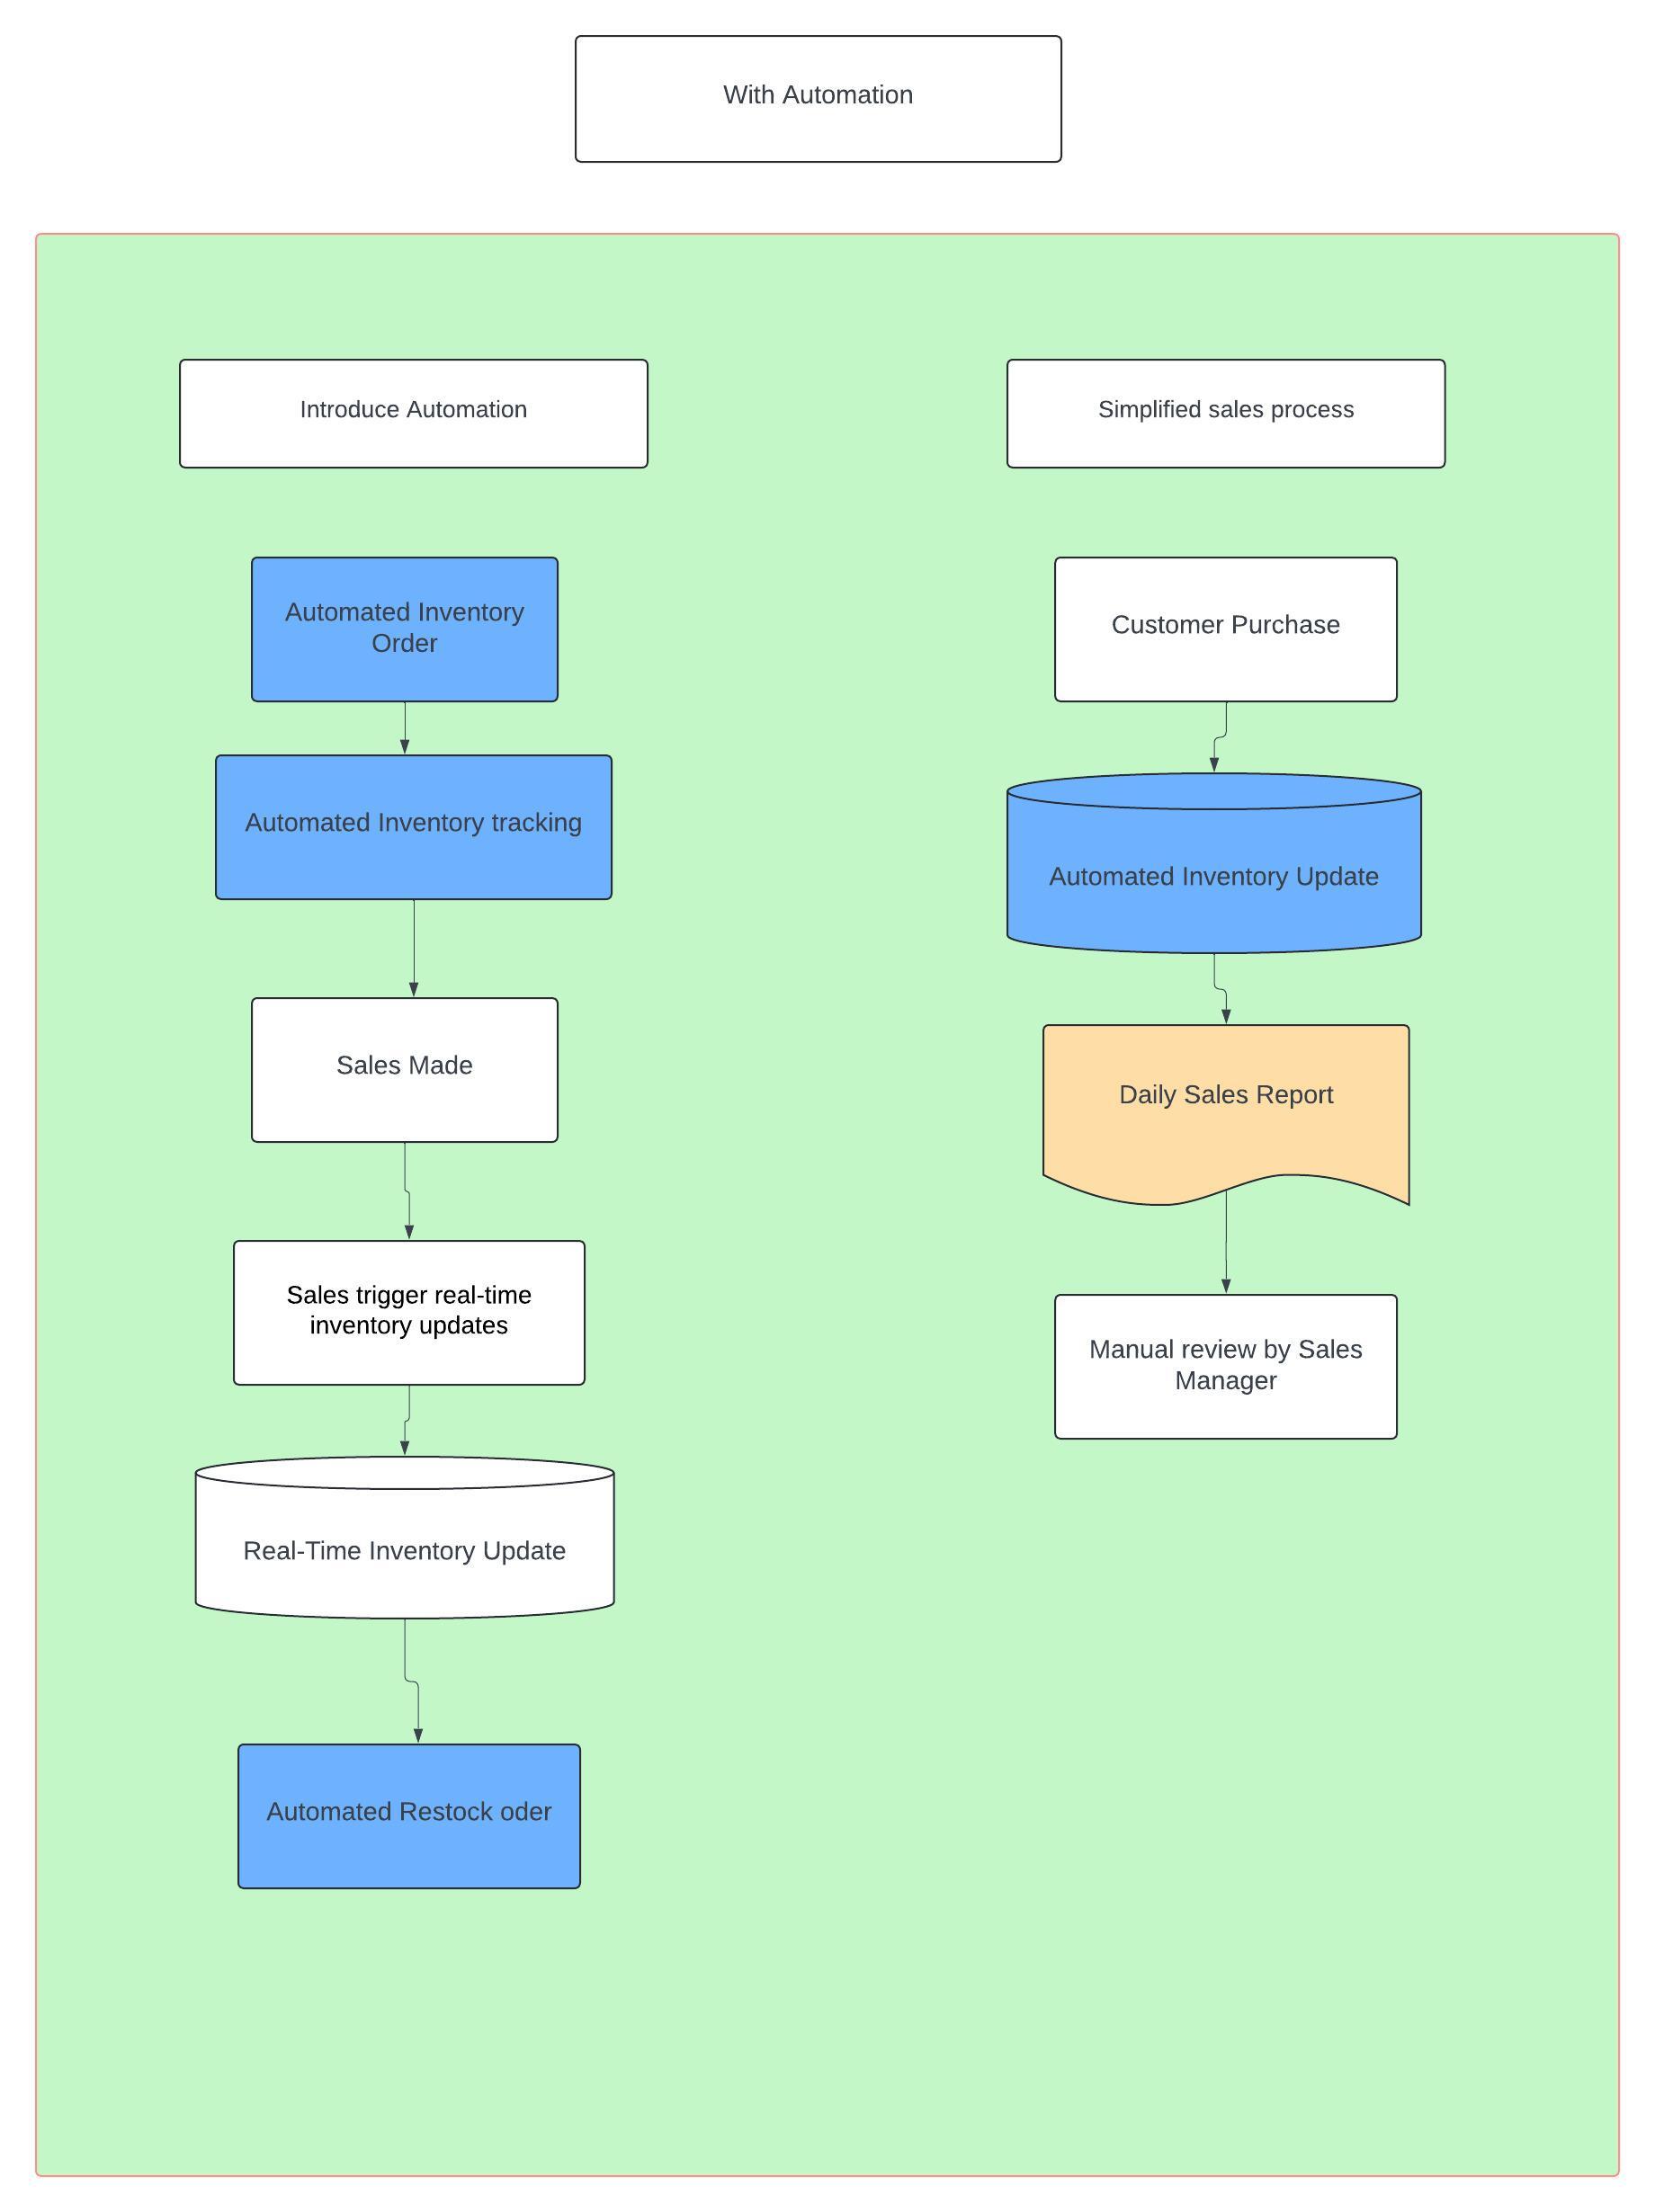 With Automation
Introduce Automation
Automated Inventory
Order
Automated Inventory tracking
Sales Made
Sales trigger real-time
inventory updates
Real-Time Inventory Update
Automated Restock oder
Simplified sales process
Customer Purchase
Automated Inventory Update
Daily Sales Report
Manual review by Sales
Manager